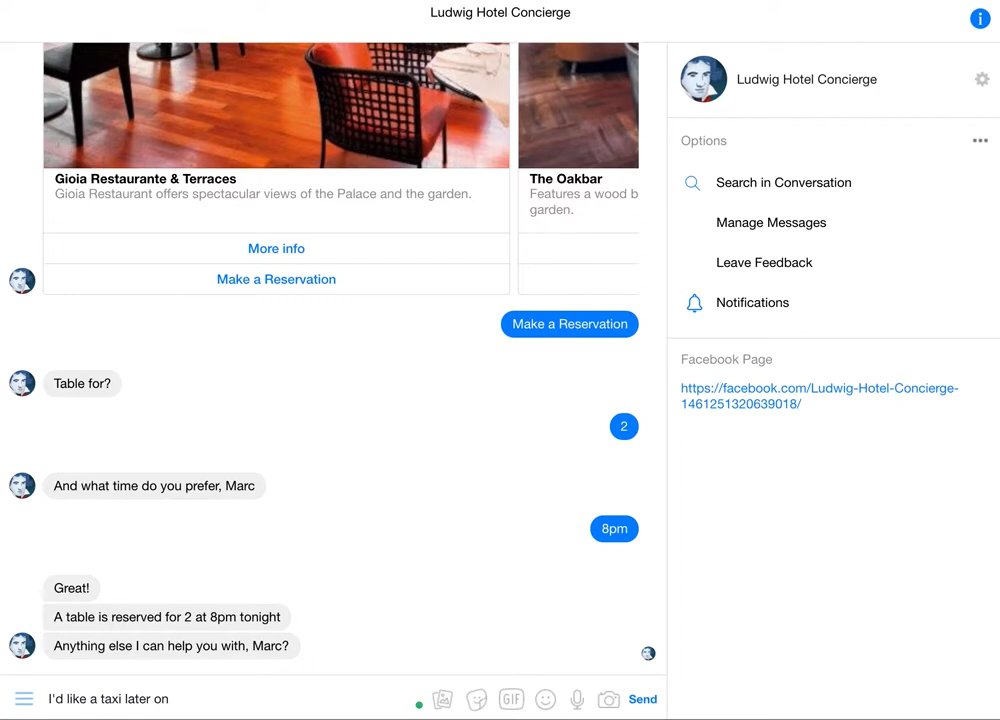 Ludwig Hotel Concierge
i
Gioia Restaurante & Terraces
Gioia Restaurant offers spectacular views of the Palace and the garden.
More info
Make a Reservation
The Oakbar
Features a wood b
garden.
Make a Reservation
Table for?
2
And what time do you prefer, Marc
8pm
Great!
A table is reserved for 2 at 8pm tonight
Anything else I can help you with, Marc?
I'd like a taxi later on
GIF
Send
Ludwig Hotel Concierge
Options
Search in Conversation
Manage Messages
Leave Feedback
Notifications
Facebook Page
https://facebook.com/Ludwig-Hotel-Concierge-
1461251320639018/